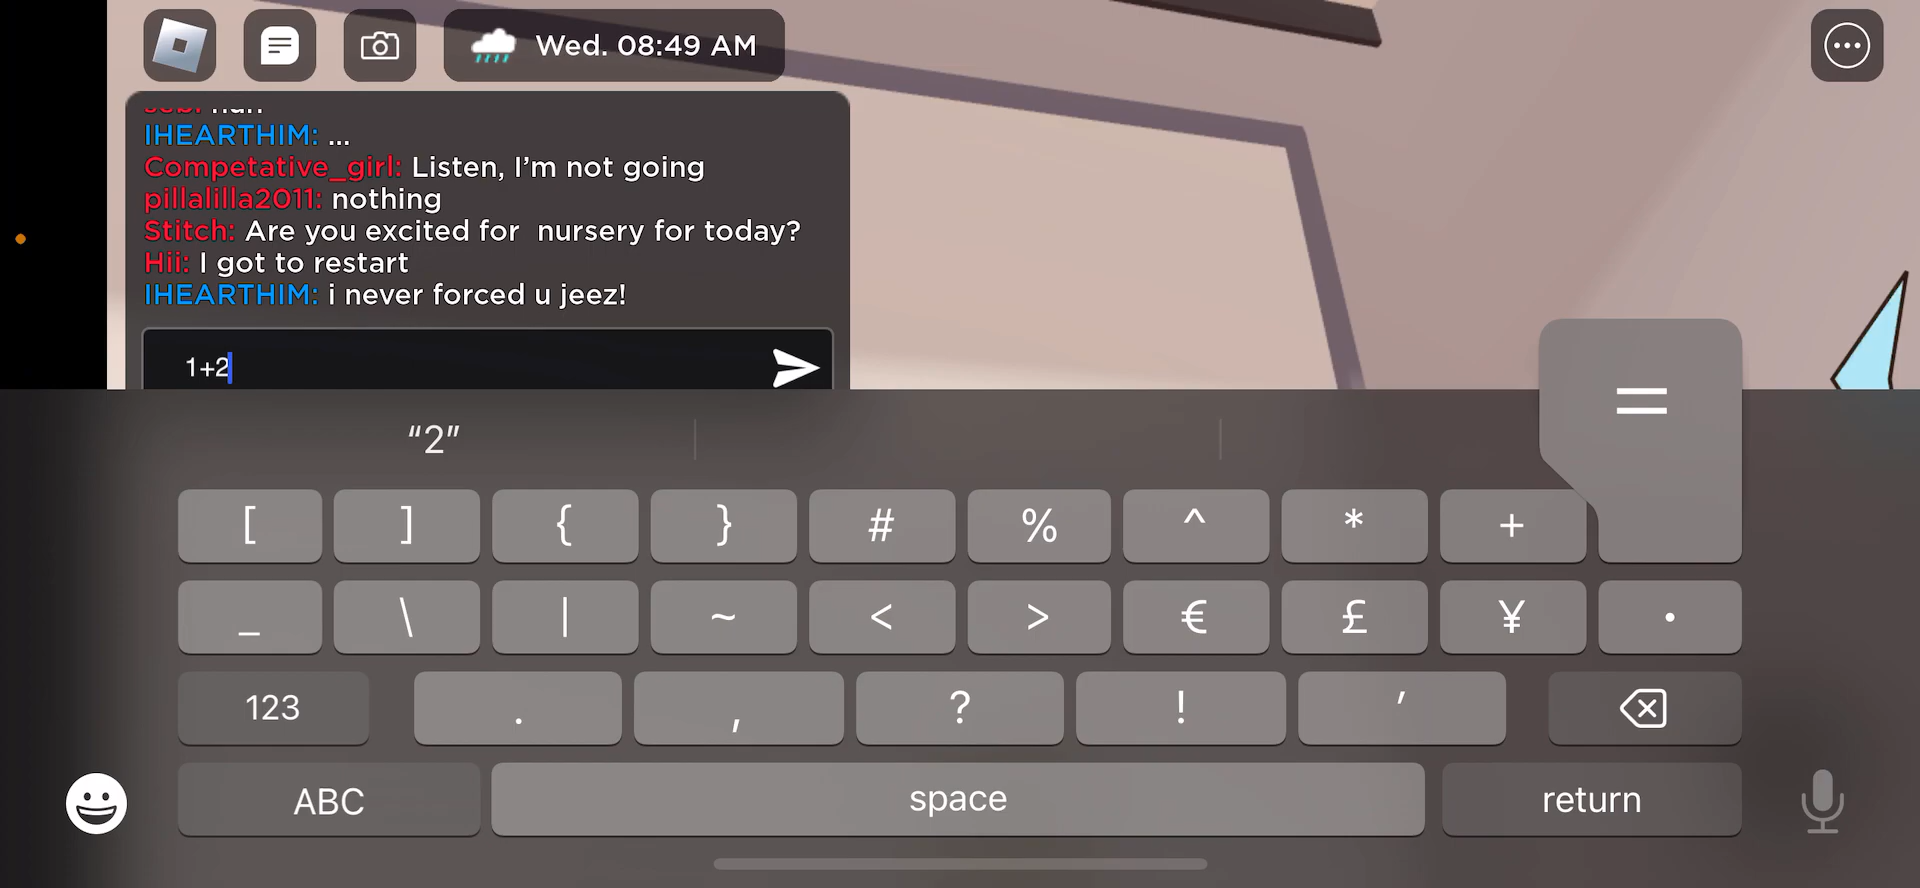 Wed. 08:49 AM
IHEARTHIM: ...
Competative_girl: Listen, I’m not going
pillalilla2011: nothing
Stitch: Are you excited for  nursery for today?
Hii: I got to restart
IHEARTHIM: i never forced u jeez!
1+2
=
“2”
[ ] { } # % ^ * +
_ \ | ~ < > € £ ¥ •
123 . , ? ! ’
ABC space return